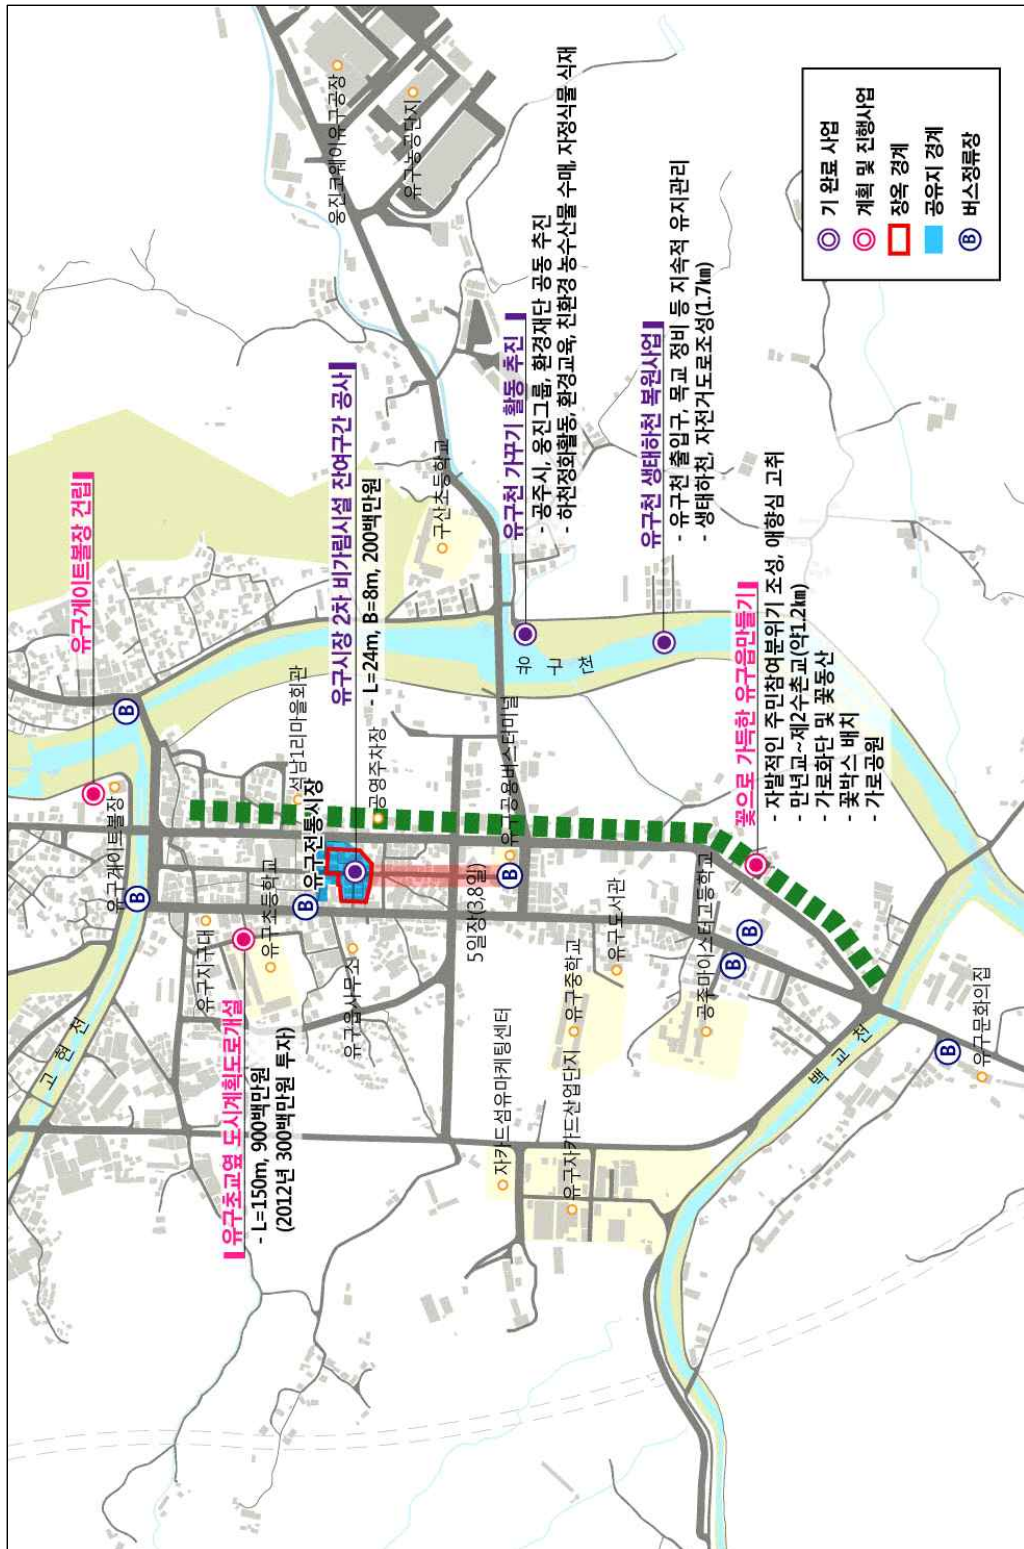 유구게이트볼장 건립
유구시장 2차 비가림시설 잔여구간 공사
- L=24m, B=8m, 200백만원
유구천 가꾸기 활동 추진
- 공주시, 웅진그룹, 환경재단 공동 추진
- 하천정화활동, 환경교육, 친환경 농수산물 수매, 자정식물 식재
유구천 생태하천 복원사업
- 유구천 출입구, 목교 정비 등 지속적 유지관리
- 생태하천, 자전거도로조성(1.7㎞)
꽃으로 가득한 유구읍만들기
- 자발적인 주민참여분위기 조성, 애향심 고취
- 만년교~제2수촌교(약1.2㎞)
- 가로화단 및 꽃동산
- 꽃박스 배치
- 가로공원
유구초교옆 도시계획도로개설
- L=150m, 900백만원
(2012년 300백만원 투자)
웅진코웨이유구공장
유구농공단지
구산초등학교
석남1리마을회관
공영주차장
유구전통시장
유구공용버스터미널
5일장(3,8일)
유구게이트볼장
유구지구대
유구초등학교
유구읍사무소
유구도서관
유구중학교
공주마이스터고등학교
자카드섬유마케팅센터
유구자카드산업단지
유구문화의집
고현천
유구천
백교천
B
B
B
B
B
B
B
기 완료 사업
계획 및 진행사업
장옥 경계
공유지 경계
B 버스정류장